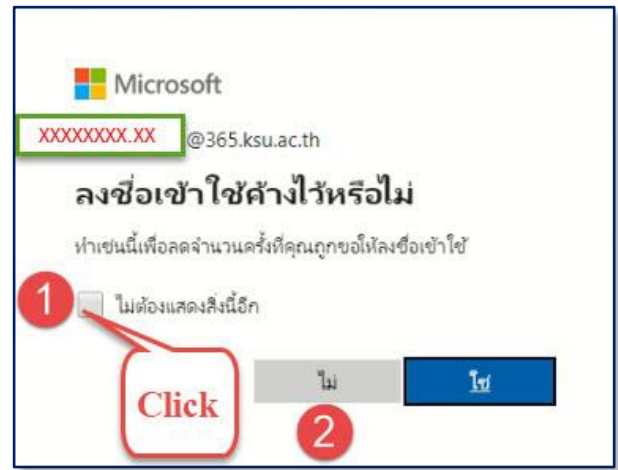 Microsoft
XXXXXXXX.XX @365.ksu.ac.th
ลงชื่อเข้าใช้ค้างไว้หรือไม่
ทำเช่นนี้เพื่อลดจำนวนครั้งที่คุณถูกขอให้ลงชื่อเข้าใช้
1 ไม่ต้องแสดงสิ่งนี้อีก
Click ไม่ ใช่
2